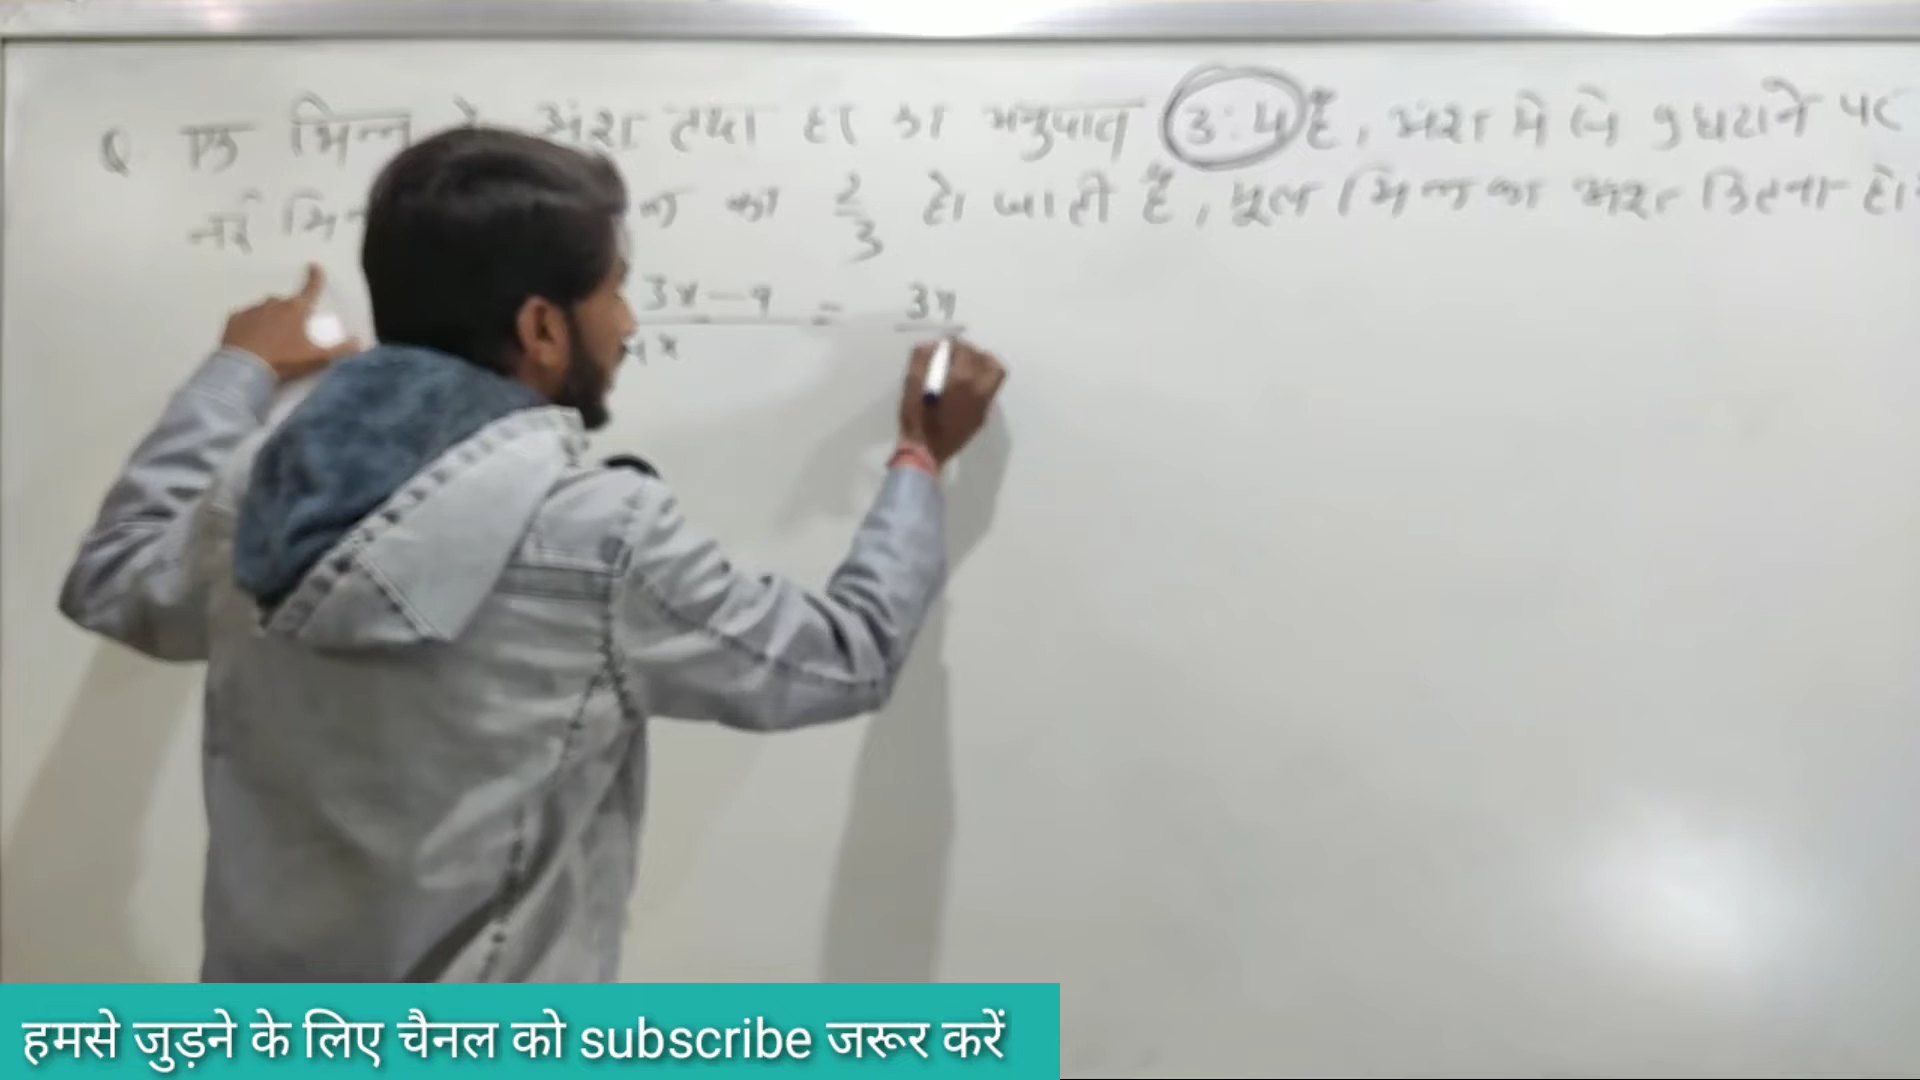 Q एक भिन्न के अंश तथा हर का अनुपात 3:4 है, अंश में से 9 घटाने पर
नई का 2/3 हो जाती है, मूल भिन्न का अंश कितना
3x-9/4x = 3x
हमसे जुड़ने के लिए चैनल को subscribe जरूर करें